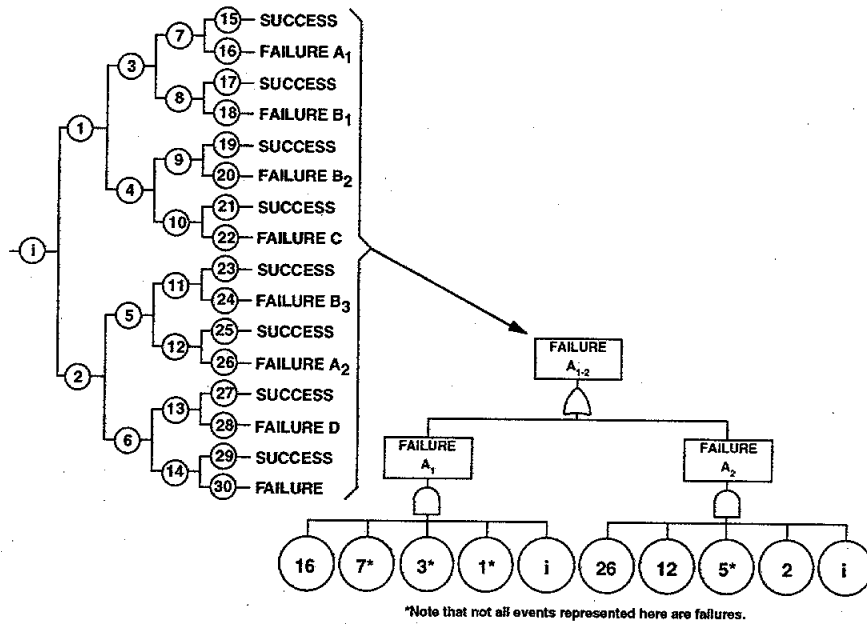 15 SUCCESS
7
16 FAILURE A1
3
17 SUCCESS
8
18 FAILURE B1
1
19 SUCCESS
9
20 FAILURE B2
4
21 SUCCESS
10
22 FAILURE C
i
23 SUCCESS
11
24 FAILURE B3
5
25 SUCCESS
12
26 FAILURE A2
2
27 SUCCESS
13
28 FAILURE D
6
29 SUCCESS
14
30 FAILURE
FAILURE
A1-2
FAILURE
A1
FAILURE
A2
16 7* 3* 1* i 26 12 5* 2 i
*Note that not all events represented here are failures.